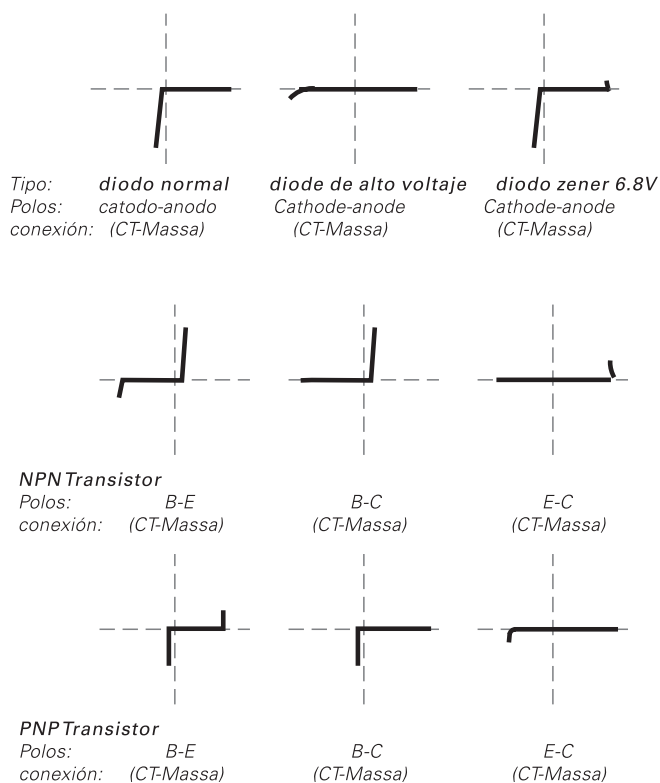 Tipo: diodo normal diode de alto voltaje diodo zener 6.8V
Polos: catodo-anodo Cathode-anode Cathode-anode
conexión: (CT-Massa) (CT-Massa) (CT-Massa)
NPN Transistor
Polos: B-E B-C E-C
conexión: (CT-Massa) (CT-Massa) (CT-Massa)
PNP Transistor
Polos: B-E B-C E-C
conexión: (CT-Massa) (CT-Massa) (CT-Massa)